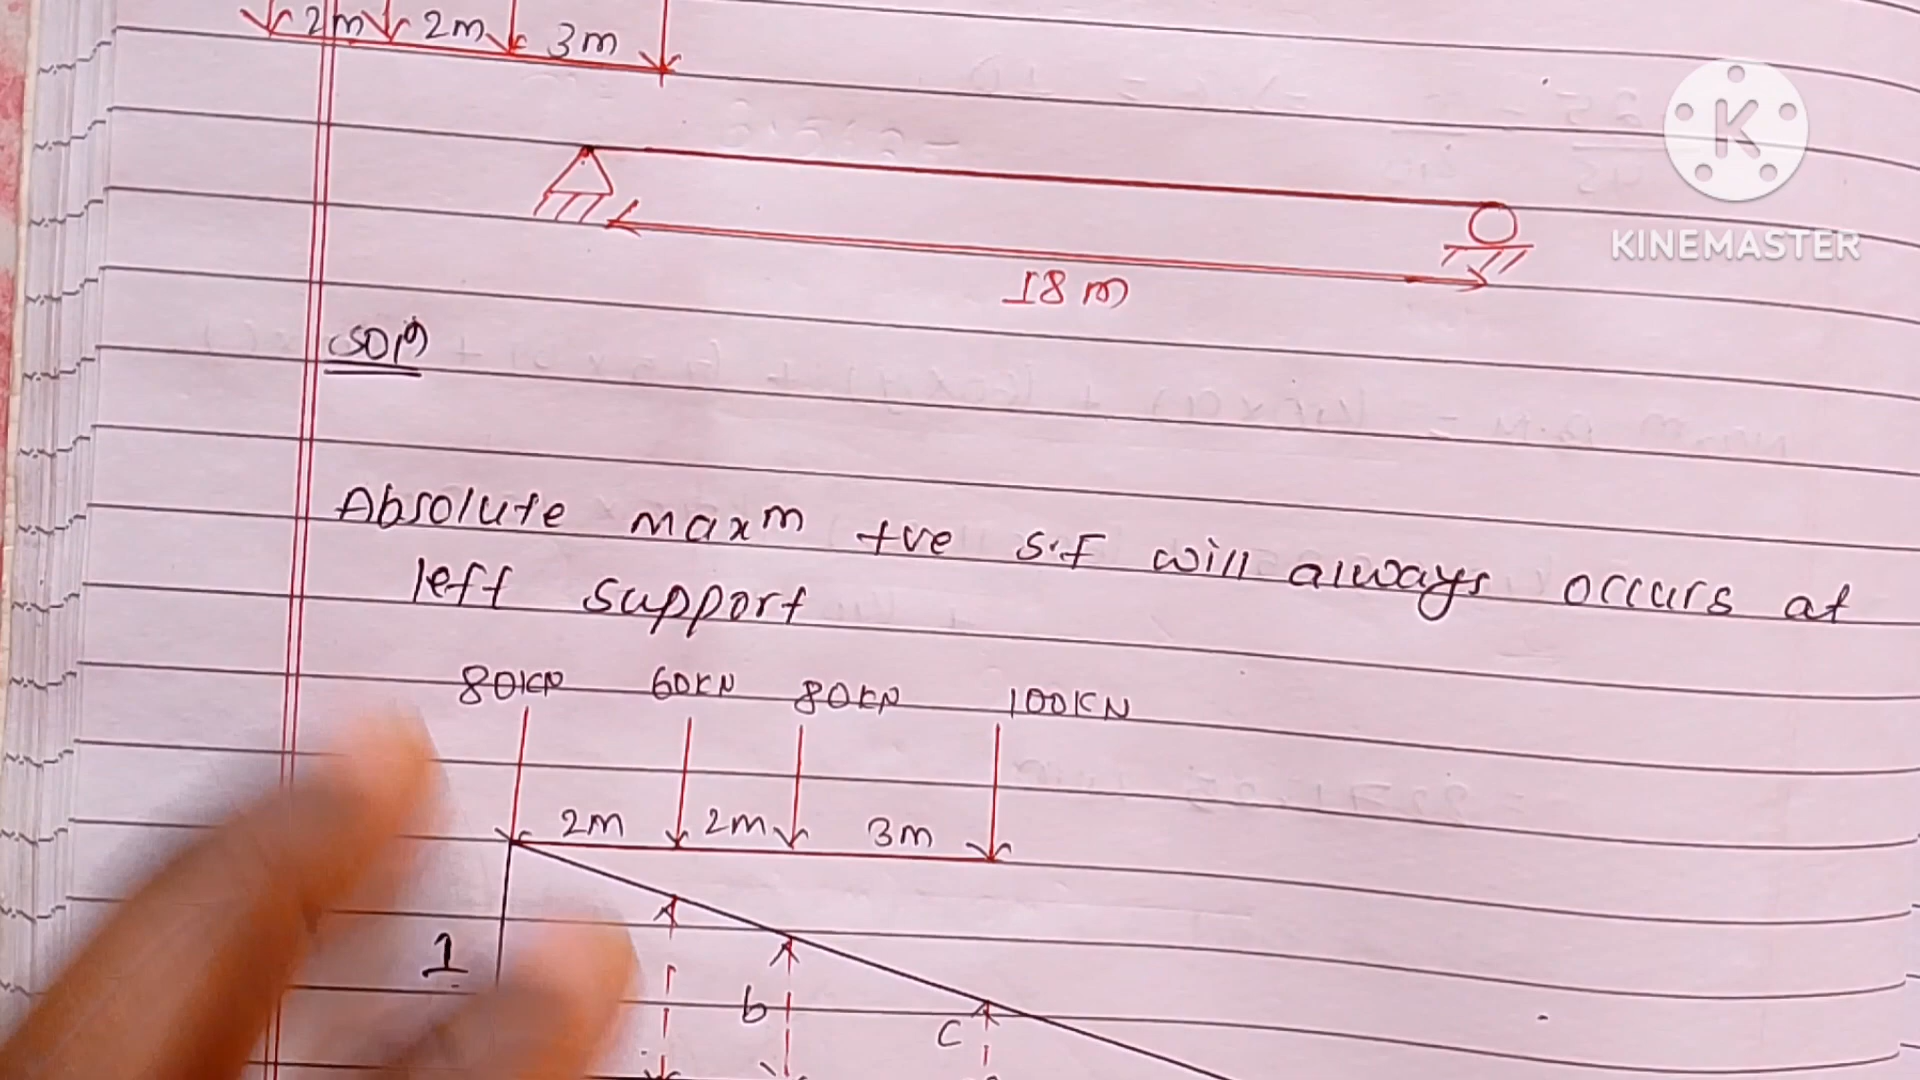 2m 2m 3m
K
KINEMASTER
18 m
Soln
Absolute maxm +ve S.F will always occurs at
left support
80KN 60KN 80KN 100KN
2m 2m 3m
1
b
c